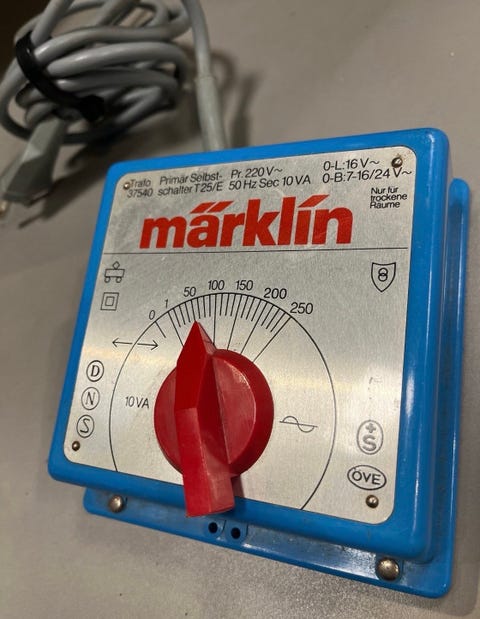 Trafo 37540
Primär Selbst-
schalter T25/E
Pr. 220 V~
50 Hz Sec 10 VA
0-L:16 V~
0-B:7-16/24 V~
Nur für
trockene
Räume
märklin
0 1 50 100 150 200 250
8
D
N
S
10 VA
+
S
ÖVE